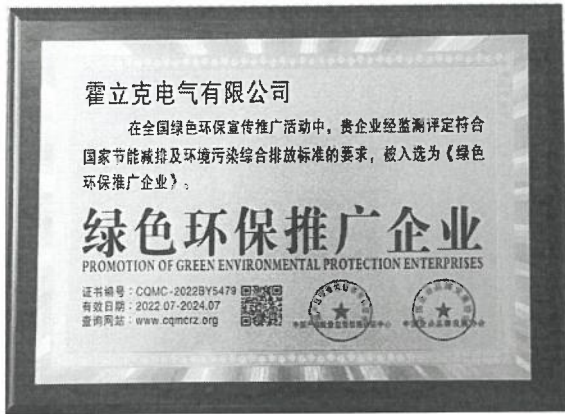 霍立克电气有限公司
在全国绿色环保宣传推广活动中，贵企业经监测评定符合
国家节能减排及环境污染综合排放标准的要求，被入选为《绿色
环保推广企业》。
绿色环保推广企业
PROMOTION OF GREEN ENVIRONMENTAL PROTECTION ENTERPRISES
证书编号：CQMC-2022BY5479
有效日期：2022.07-2024.07
查询网站：www.cqmcrz.org